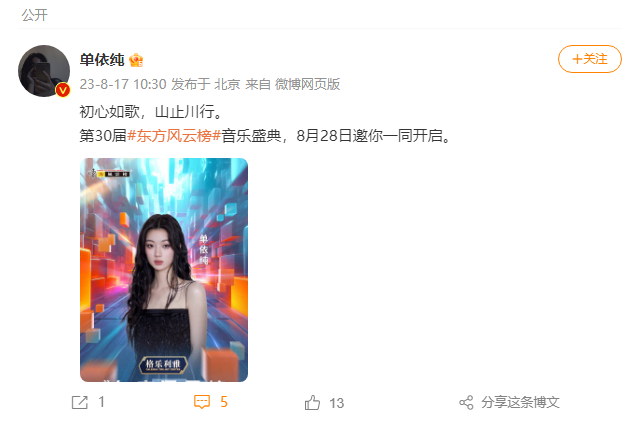 公开
单依纯
+关注
23-8-17 10:30 发布于 北京 来自 微博网页版
初心如歌，山止川行。
第30届#东方风云榜#音乐盛典，8月28日邀你一同开启。
单依纯
格乐利雅
1
5
13
分享这条博文